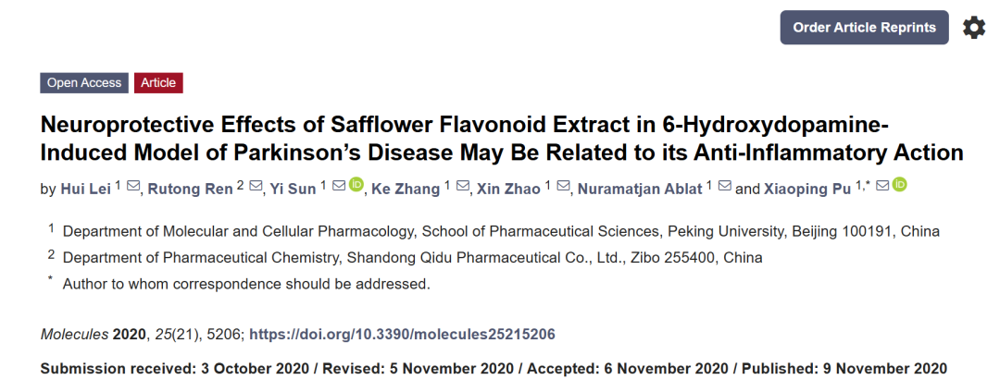 Order Article Reprints
Open Access Article
Neuroprotective Effects of Safflower Flavonoid Extract in 6-Hydroxydopamine-
Induced Model of Parkinson’s Disease May Be Related to its Anti-Inflammatory Action
by Hui Lei 1, Rutong Ren 2, Yi Sun 1 iD, Ke Zhang 1, Xin Zhao 1, Nuramatjan Ablat 1 and Xiaoping Pu 1,* iD
1 Department of Molecular and Cellular Pharmacology, School of Pharmaceutical Sciences, Peking University, Beijing 100191, China
2 Department of Pharmaceutical Chemistry, Shandong Qidu Pharmaceutical Co., Ltd., Zibo 255400, China
* Author to whom correspondence should be addressed.
Molecules 2020, 25(21), 5206; https://doi.org/10.3390/molecules25215206
Submission received: 3 October 2020 / Revised: 5 November 2020 / Accepted: 6 November 2020 / Published: 9 November 2020